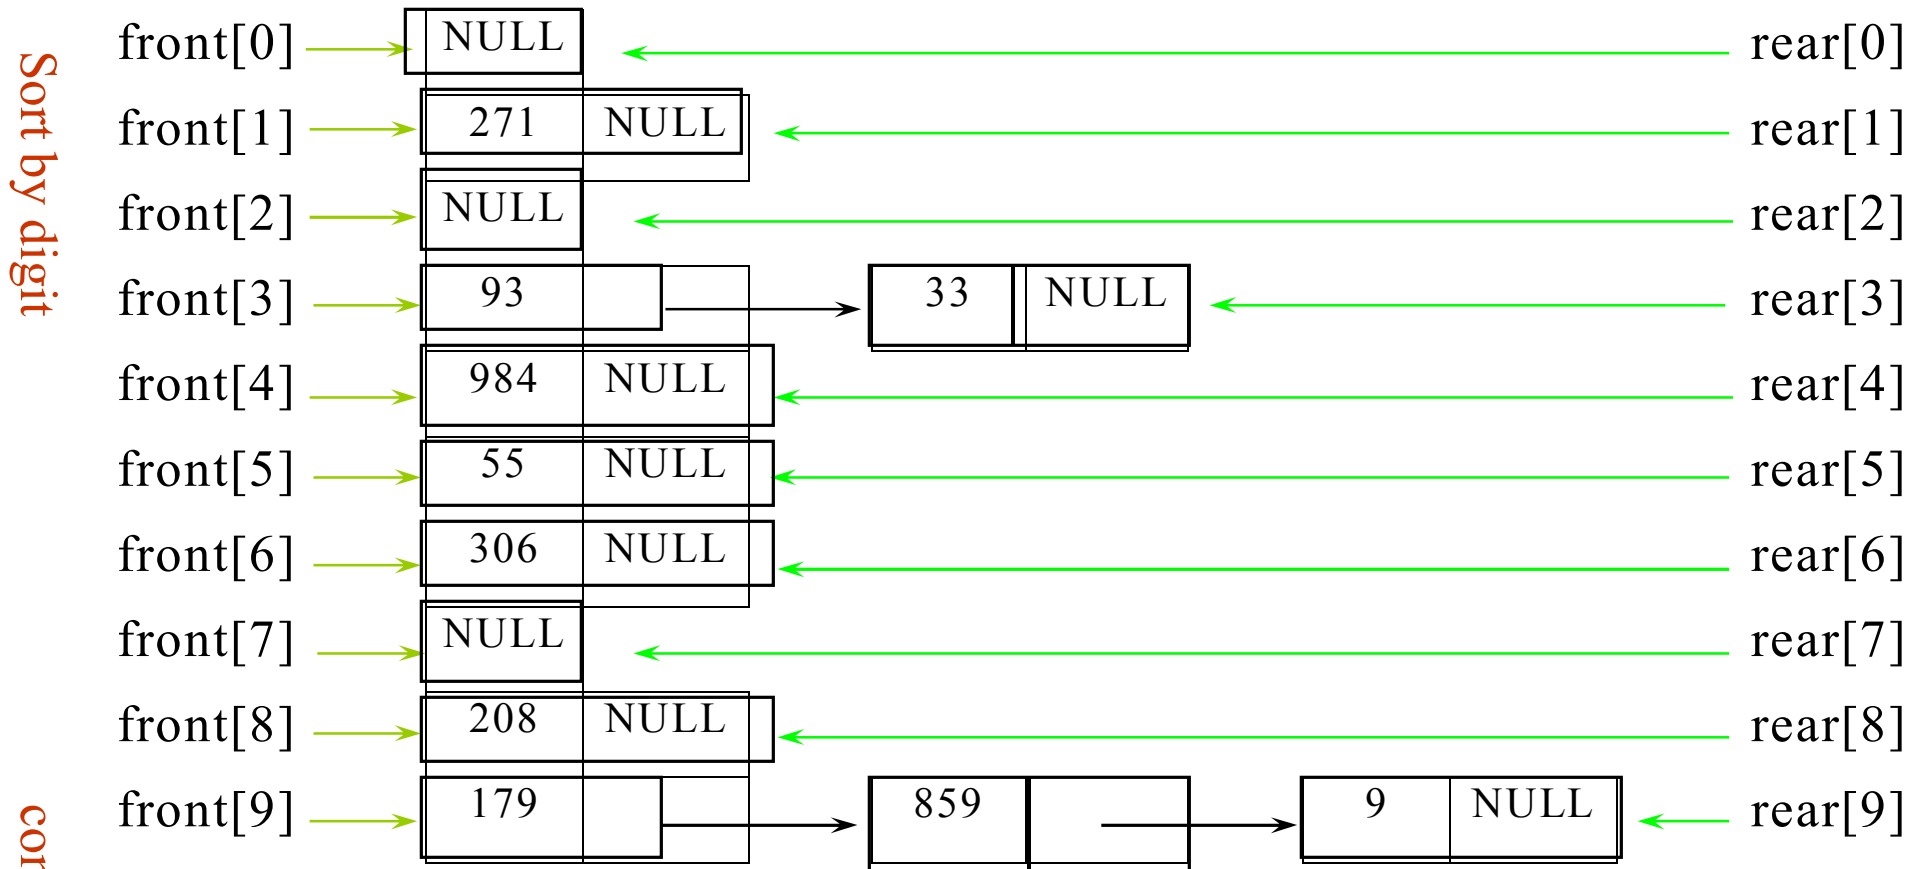 Sort by digit
front[0] NULL rear[0]
front[1] 271 NULL rear[1]
front[2] NULL rear[2]
front[3] 93 33 NULL rear[3]
front[4] 984 NULL rear[4]
front[5] 55 NULL rear[5]
front[6] 306 NULL rear[6]
front[7] NULL rear[7]
front[8] 208 NULL rear[8]
front[9] 179 859 9 NULL rear[9]